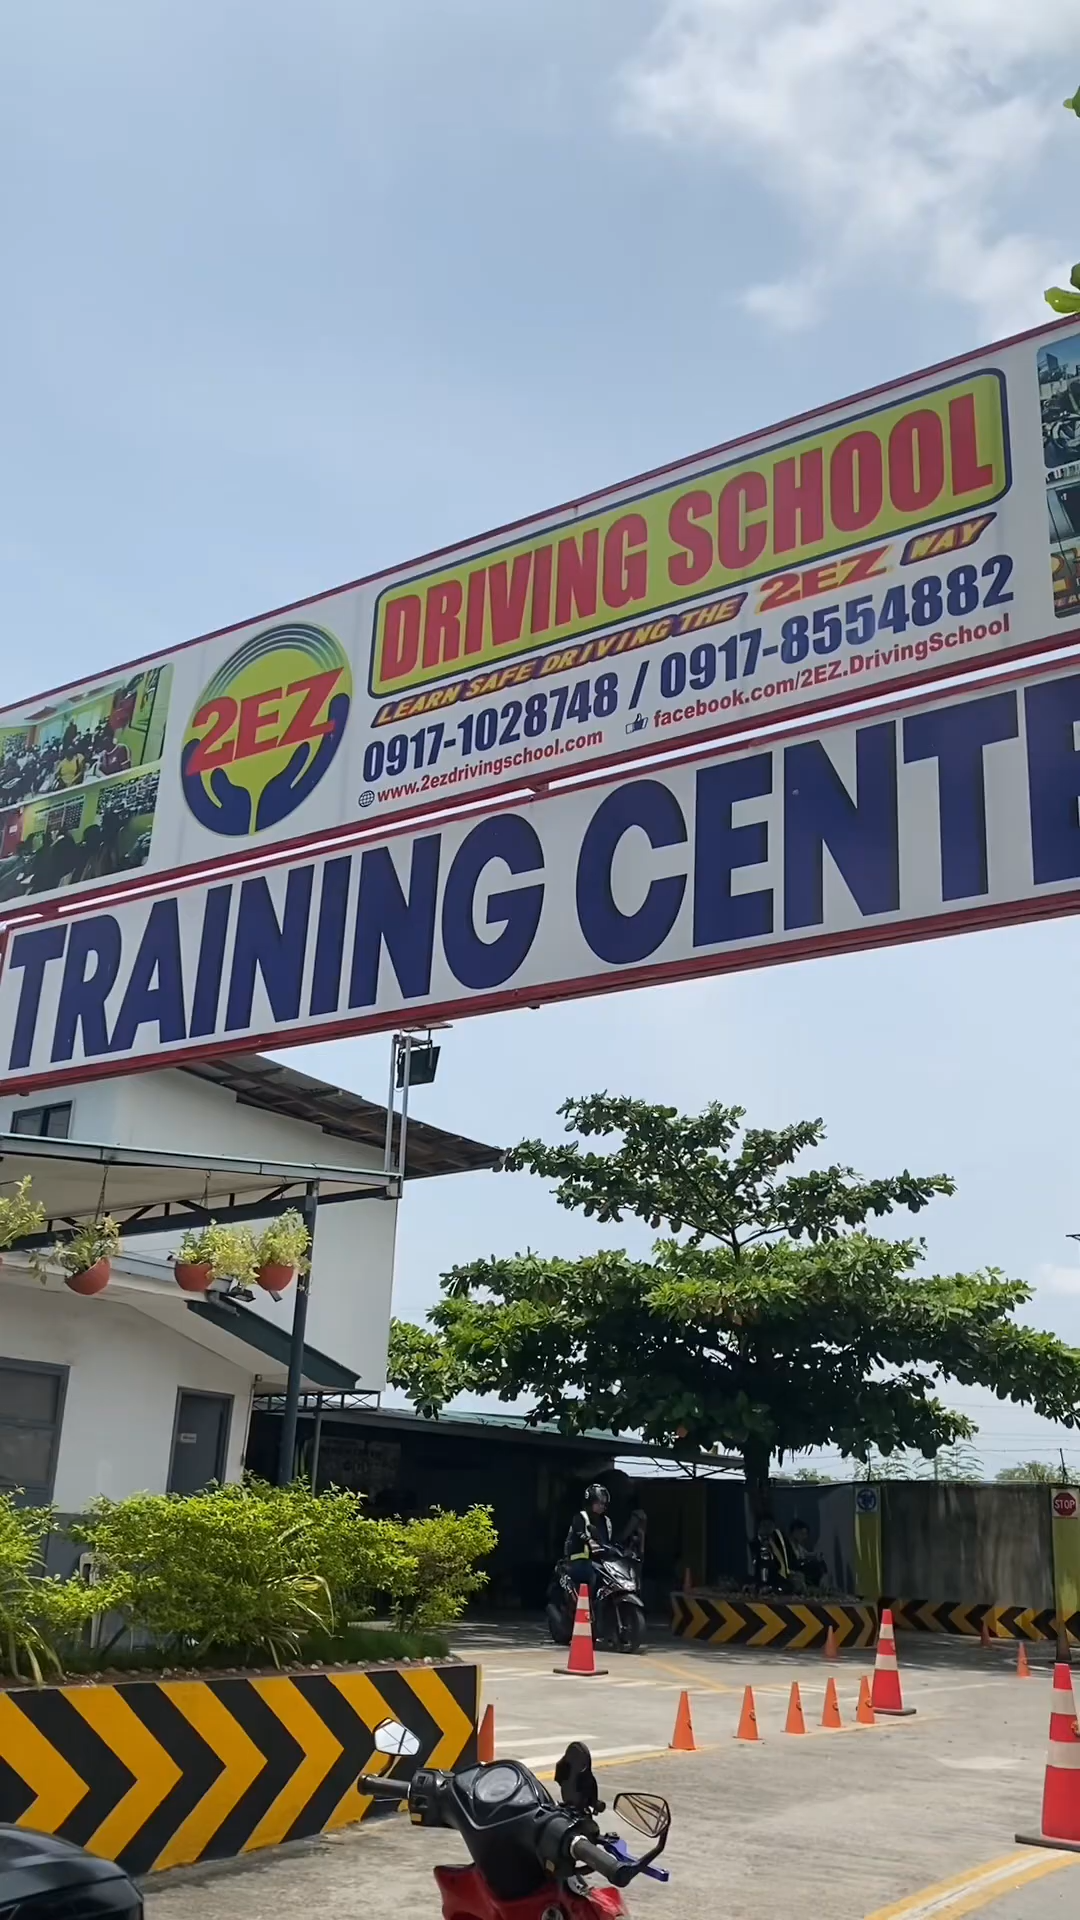 2EZ
DRIVING SCHOOL
LEARN SAFE DRIVING THE 2EZ WAY
0917-1028748 / 0917-8554882
www.2ezdrivingschool.com facebook.com/2EZ.DrivingSchool
TRAINING CENTE
STOP